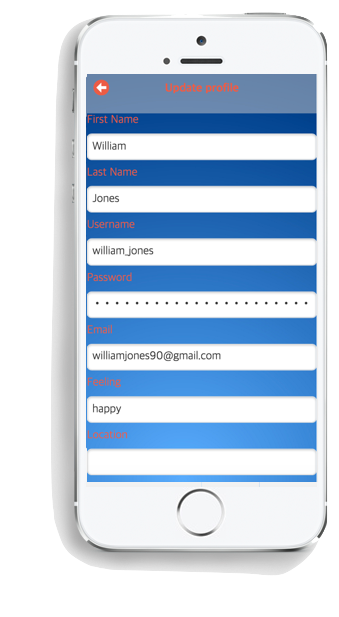 Update profile
First Name
William
Last Name
Jones
Username
william_jones
Password
Email
williamjones90@gmail.com
Feeling
happy
Location